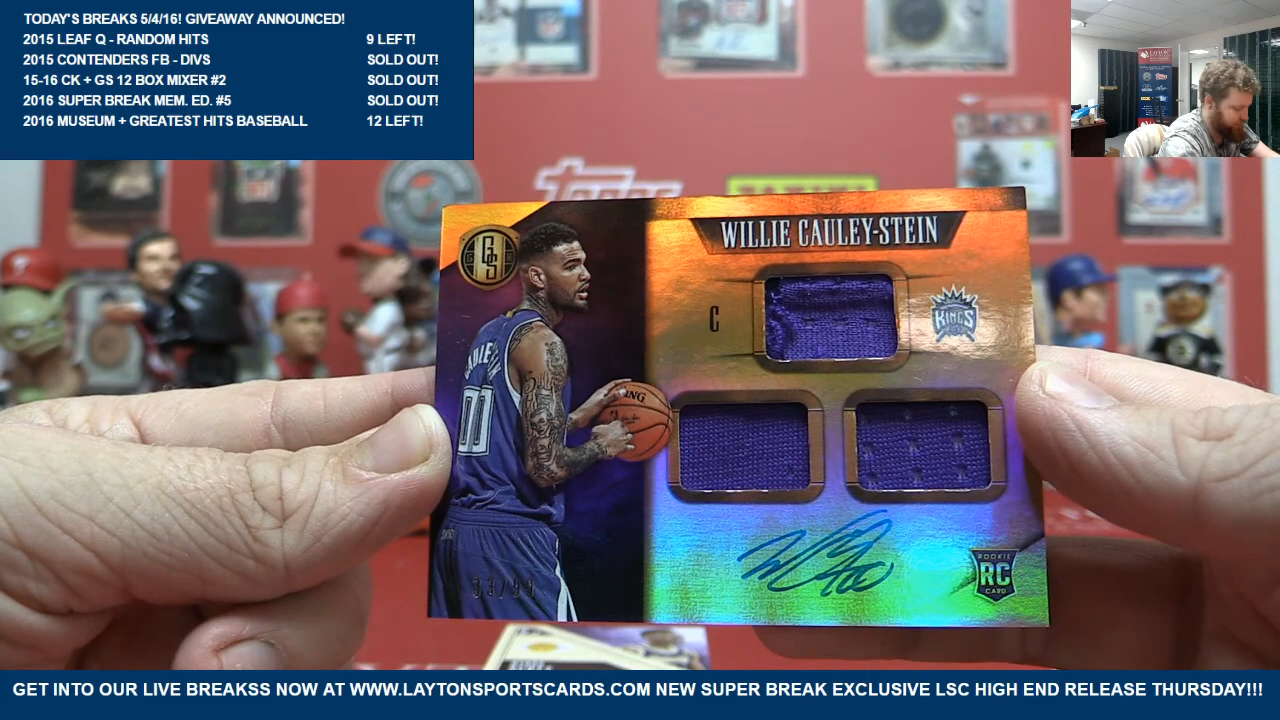 TODAY'S BREAKS 5/4/16! GIVEAWAY ANNOUNCED!
2015 LEAF Q - RANDOM HITS 9 LEFT!
2015 CONTENDERS FB - DIVS SOLD OUT!
15-16 CK + GS 12 BOX MIXER #2 SOLD OUT!
2016 SUPER BREAK MEM. ED. #5 SOLD OUT!
2016 MUSEUM + GREATEST HITS BASEBALL 12 LEFT!
TOPPS
WILLIE CAULEY-STEIN
GS
C
KINGS
00
ROOKIE
RC
CARD
GET INTO OUR LIVE BREAKSS NOW AT WWW.LAYTONSPORTSCARDS.COM NEW SUPER BREAK EXCLUSIVE LSC HIGH END RELEASE THURSDAY!!!